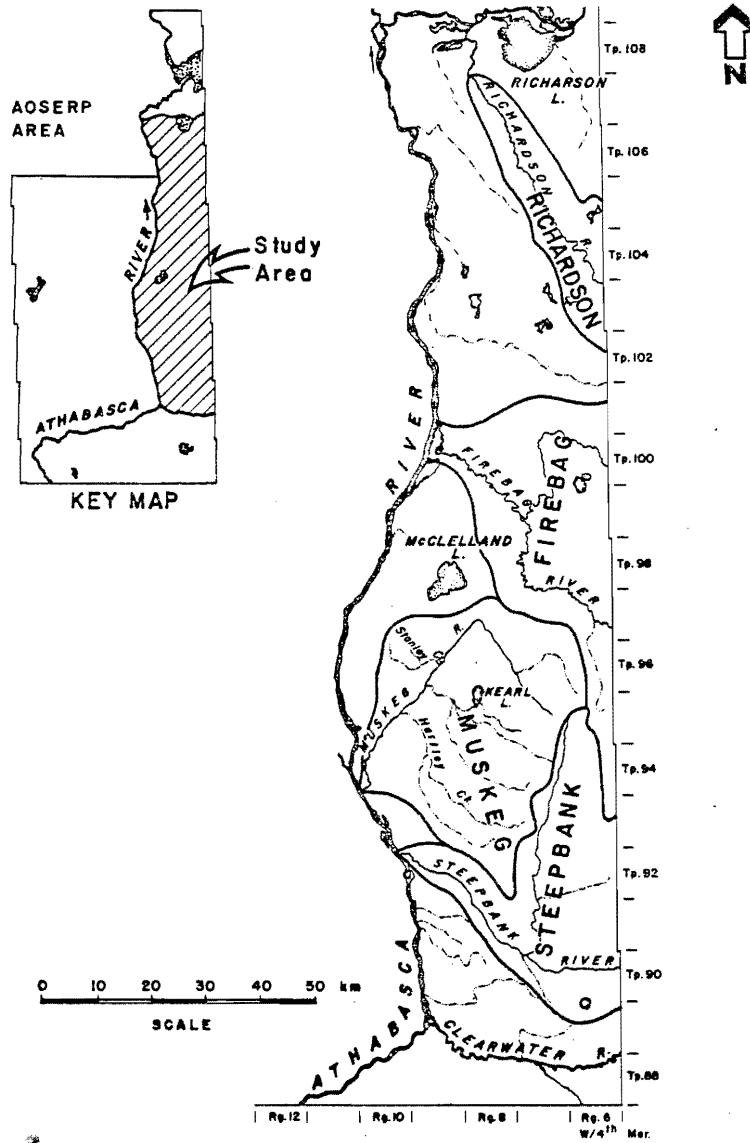 AOSERP
AREA
RIVER
Study
Area
ATHABASCA
KEY MAP
N
RICHARSON
L.
RICHARDSON
R.
RICHARDSON
RIVER
FIREBAG
RIVER
FIREBAG
McCLELLAND
L.
Stanley
Ck.
MUSKEG
R.
KEARL
L.
MUSKEG
Hartley
Ck.
STEEPBANK
STEEPBANK
RIVER
ATHABASCA
CLEARWATER
R.
Tp. 108
Tp. 106
Tp. 104
Tp. 102
Tp. 100
Tp. 98
Tp. 96
Tp. 94
Tp. 92
Tp. 90
Tp. 88
0 10 20 30 40 50 km
SCALE
Rg. 12 Rg. 10 Rg. 8 Rg. 6
W/4th Mer.